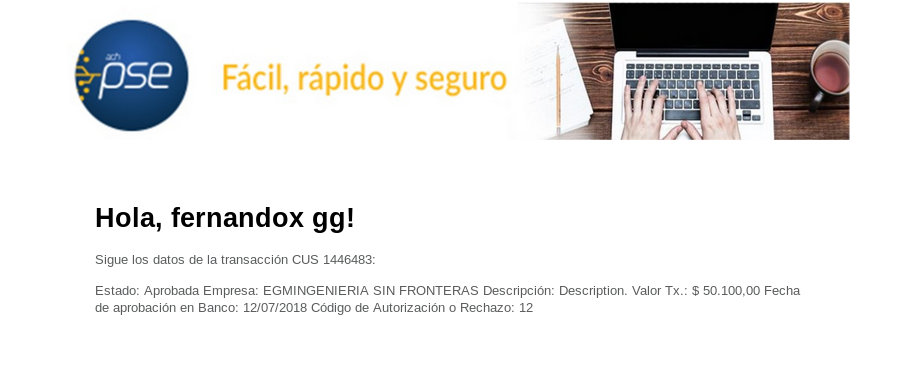 ach
pse
Fácil, rápido y seguro
Hola, fernandox gg!
Sigue los datos de la transacción CUS 1446483:
Estado: Aprobada Empresa: EGMINGENIERIA SIN FRONTERAS Descripción: Description. Valor Tx.: $ 50.100,00 Fecha
de aprobación en Banco: 12/07/2018 Código de Autorización o Rechazo: 12